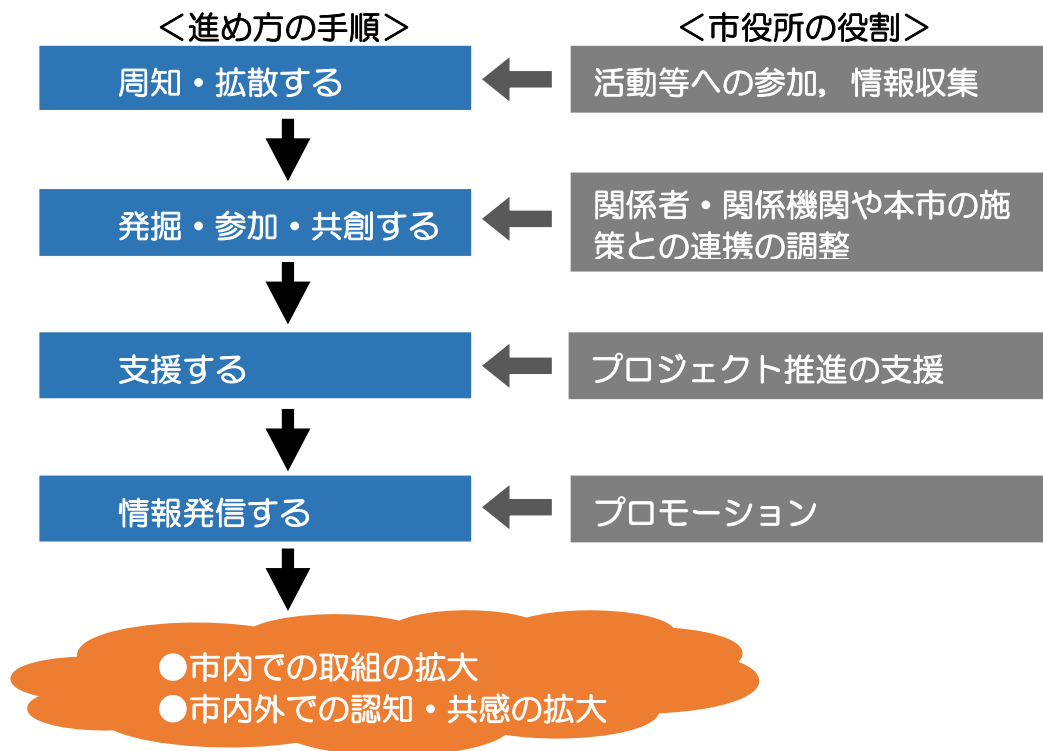 ＜進め方の手順＞
＜市役所の役割＞
周知・拡散する
活動等への参加，情報収集
発掘・参加・共創する
関係者・関係機関や本市の施
策との連携の調整
支援する
プロジェクト推進の支援
情報発信する
プロモーション
●市内での取組の拡大
●市内外での認知・共感の拡大